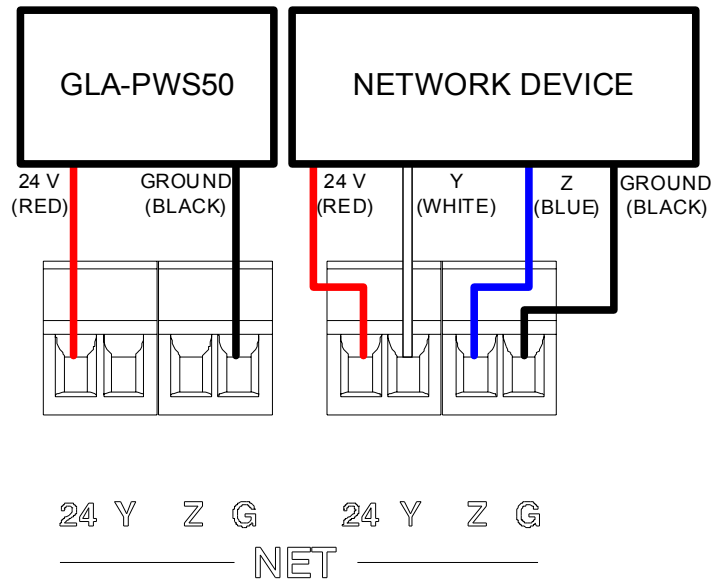 GLA-PWS50
NETWORK DEVICE
24 V
(RED)
GROUND
(BLACK)
24 V
(RED)
Y
(WHITE)
Z
(BLUE)
GROUND
(BLACK)
24 Y Z G
24 Y Z G
NET